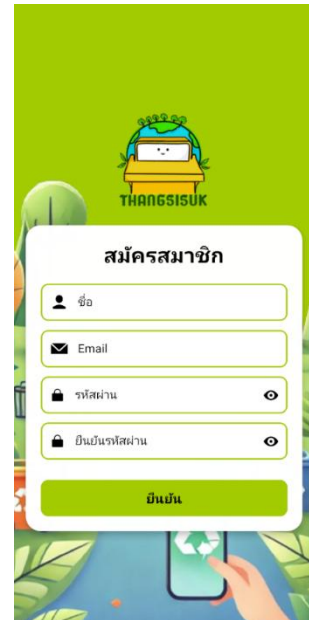 THANGSISUK
สมัครสมาชิก
ชื่อ
Email
รหัสผ่าน
ยืนยันรหัสผ่าน
ยืนยัน